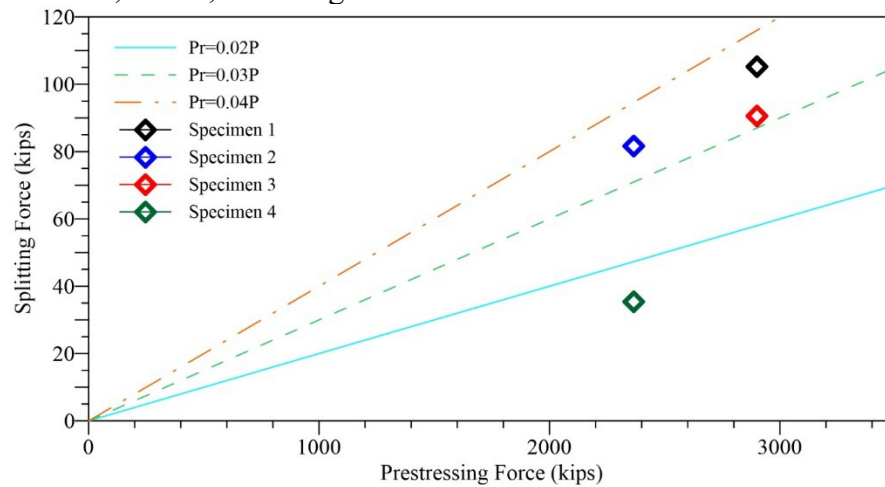 120
100
80
60
40
20
0
Splitting Force (kips)
Pr=0.02P
Pr=0.03P
Pr=0.04P
Specimen 1
Specimen 2
Specimen 3
Specimen 4
0 1000 2000 3000
Prestressing Force (kips)